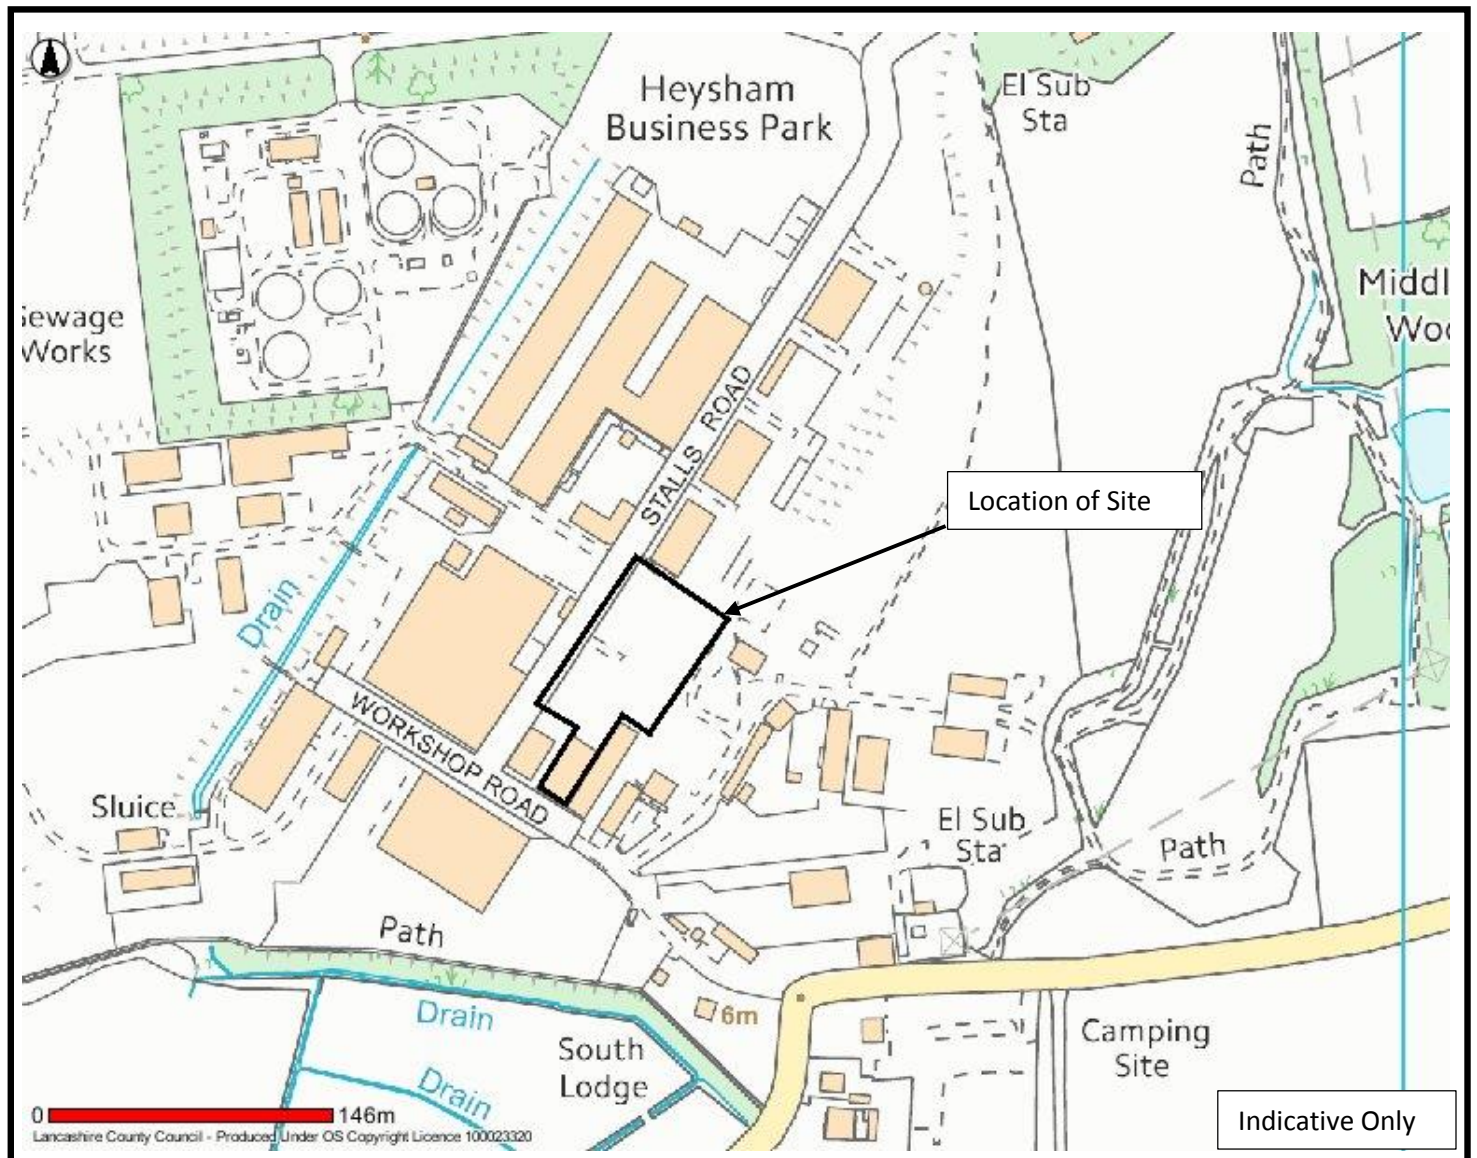 Heysham
Business Park
El Sub
Sta
Path
Middl
Woo
Sewage
Works
STALLS ROAD
Location of Site
Drain
WORKSHOP ROAD
Sluice
El Sub
Sta
Path
Path
Drain
6m
South
Lodge
Camping
Site
Drain
0 146m
Lancashire County Council - Produced Under OS Copyright Licence 100023320
Indicative Only